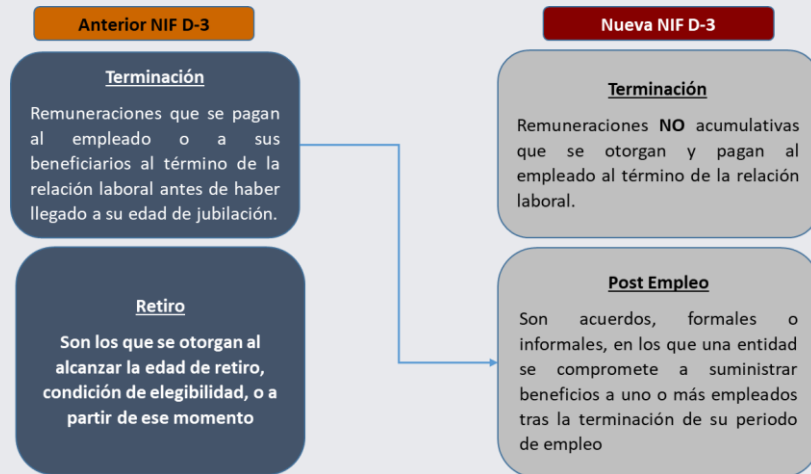 Anterior NIF D-3
Terminación
Remuneraciones que se pagan
al empleado o a sus
beneficiarios al término de la
relación laboral antes de haber
llegado a su edad de jubilación.
Retiro
Son los que se otorgan al
alcanzar la edad de retiro,
condición de elegibilidad, o a
partir de ese momento
Nueva NIF D-3
Terminación
Remuneraciones NO acumulativas
que se otorgan y pagan al
empleado al término de la relación
laboral.
Post Empleo
Son acuerdos, formales o
informales, en los que una entidad
se compromete a suministrar
beneficios a uno o más empleados
tras la terminación de su periodo
de empleo